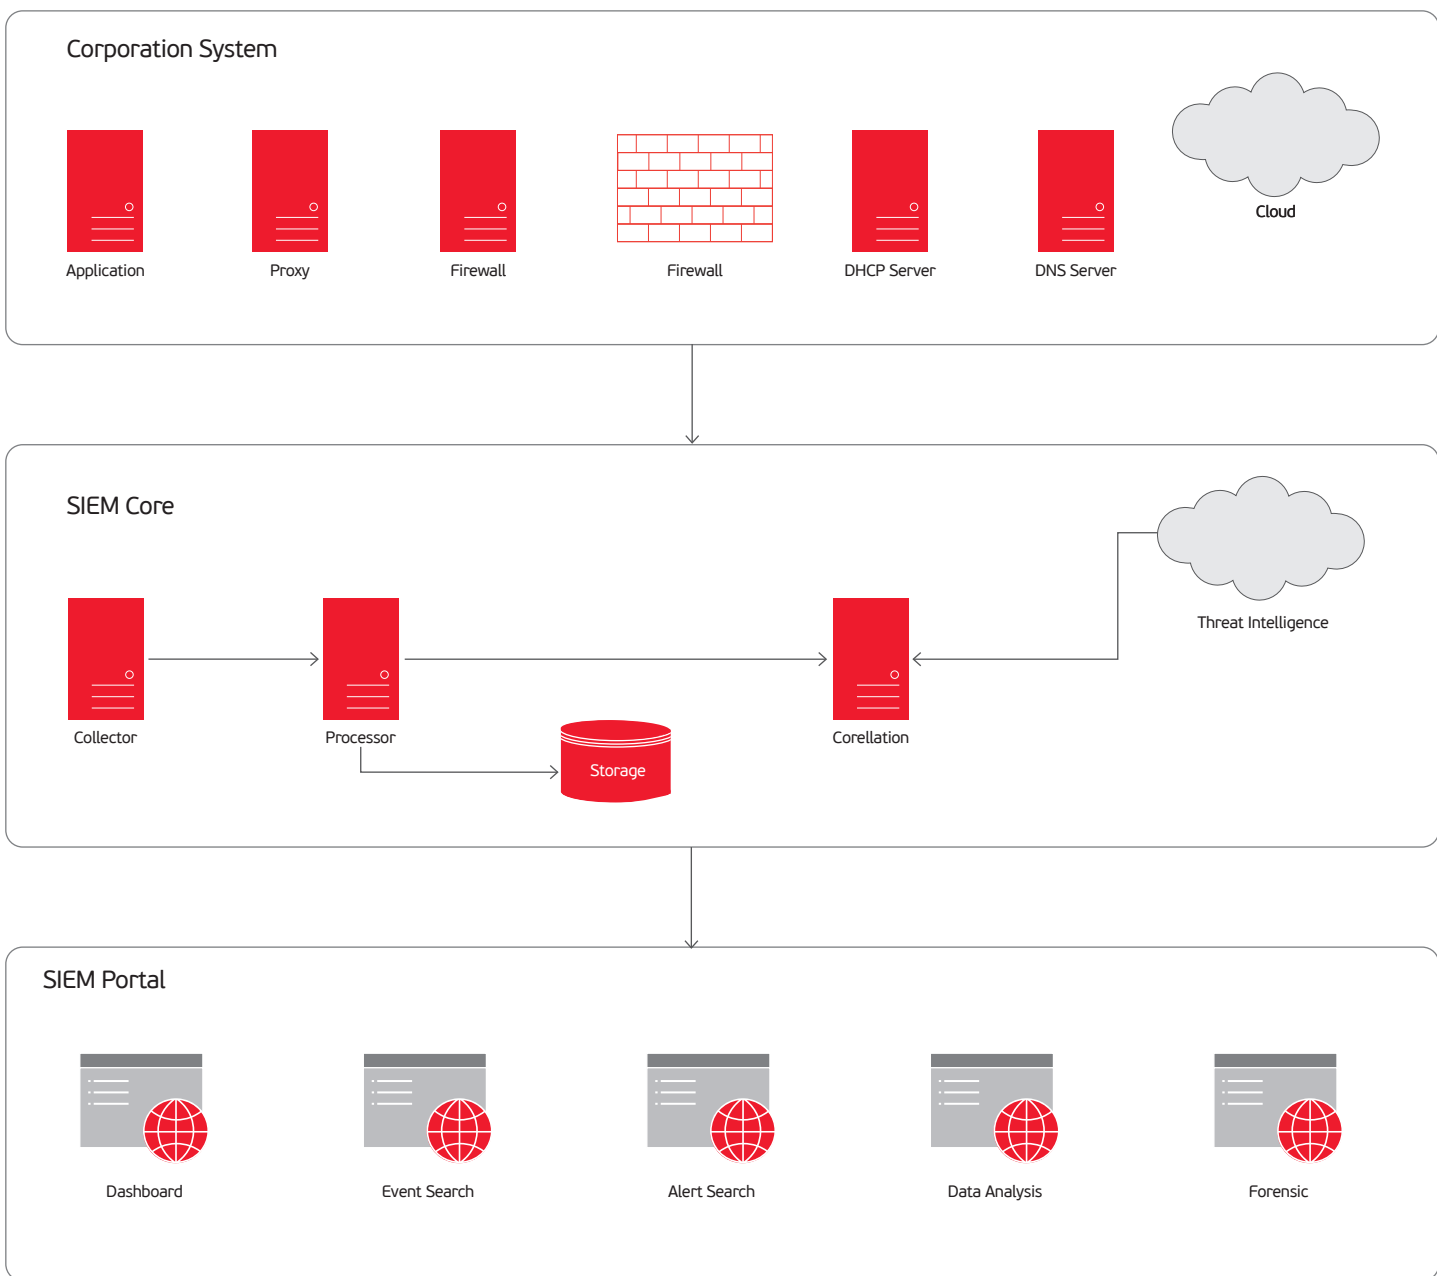 Corporation System
Application
Proxy
Firewall
Firewall
DHCP Server
DNS Server
Cloud
SIEM Core
Threat Intelligence
Collector
Processor
Corellation
Storage
SIEM Portal
Dashboard
Event Search
Alert Search
Data Analysis
Forensic